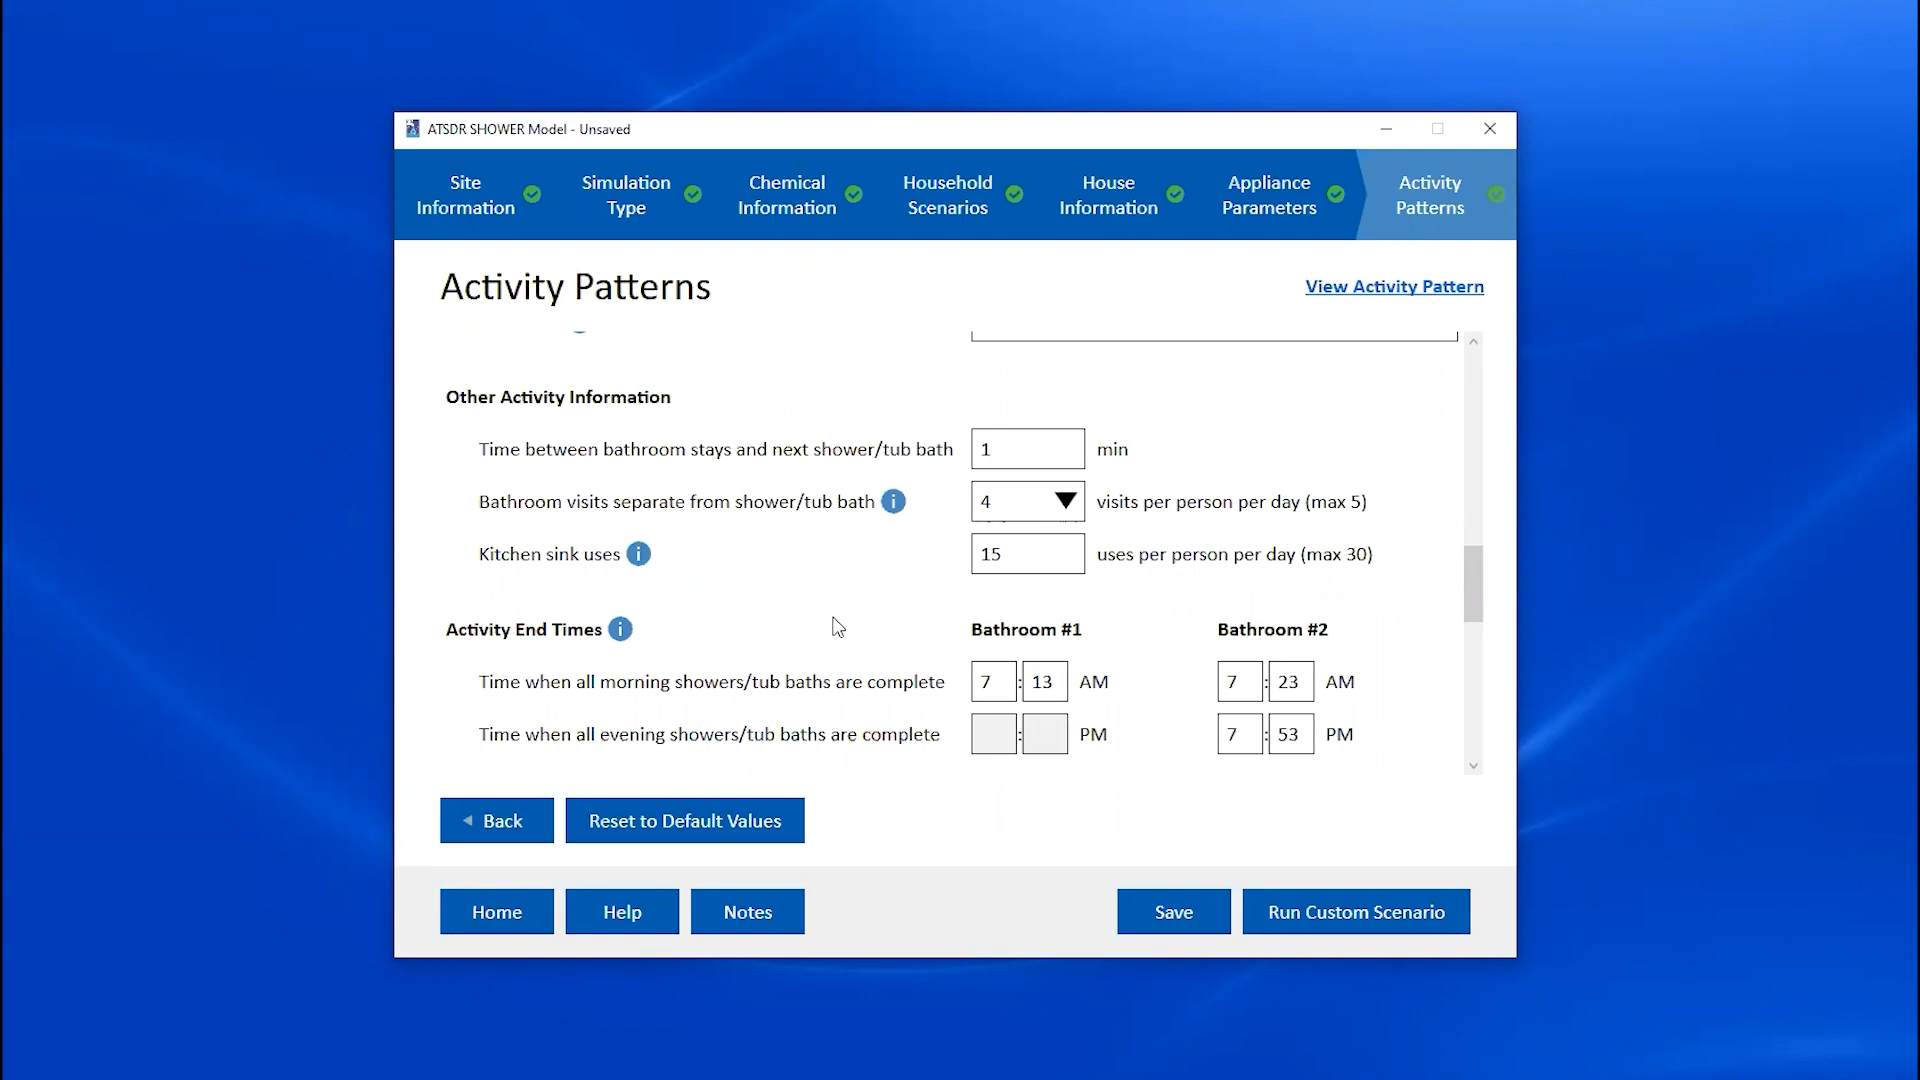 ATSDR SHOWER Model - Unsaved
Site Information
Simulation Type
Chemical Information
Household Scenarios
House Information
Appliance Parameters
Activity Patterns
Activity Patterns
View Activity Pattern
Other Activity Information
Time between bathroom stays and next shower/tub bath 1 min
Bathroom visits separate from shower/tub bath i 4 visits per person per day (max 5)
Kitchen sink uses i 15 uses per person per day (max 30)
Activity End Times i Bathroom #1 Bathroom #2
Time when all morning showers/tub baths are complete 7 : 13 AM 7 : 23 AM
Time when all evening showers/tub baths are complete : PM 7 : 53 PM
Back Reset to Default Values
Home Help Notes Save Run Custom Scenario